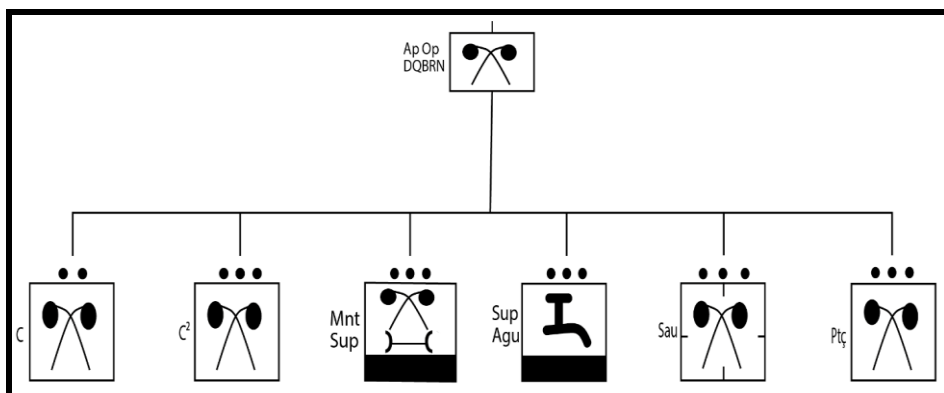 Ap Op
DQBRN
C
C²
Mnt
Sup
Sup
Agu
Sau
Ptç